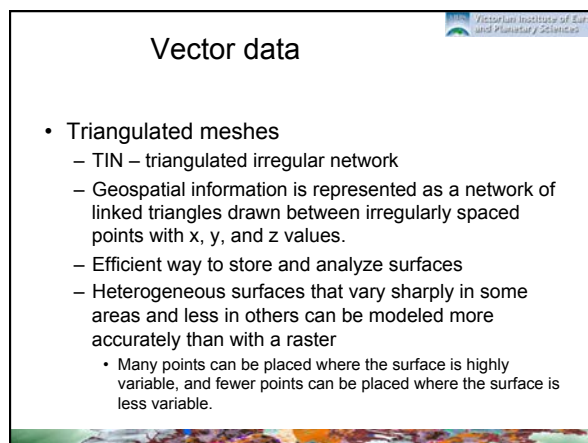 Victorian Institute of Ear
and Planetary Sciences
Vector data
• Triangulated meshes
– TIN – triangulated irregular network
– Geospatial information is represented as a network of
linked triangles drawn between irregularly spaced
points with x, y, and z values.
– Efficient way to store and analyze surfaces
– Heterogeneous surfaces that vary sharply in some
areas and less in others can be modeled more
accurately than with a raster
• Many points can be placed where the surface is highly
variable, and fewer points can be placed where the surface is
less variable.